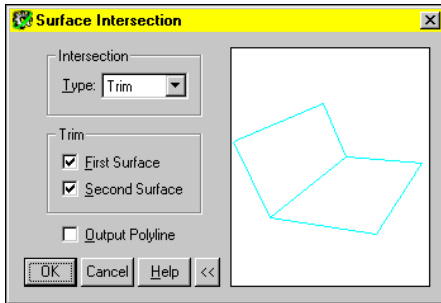 Surface Intersection
Intersection
Type: Trim
Trim
First Surface
Second Surface
Output Polyline
OK Cancel Help <<